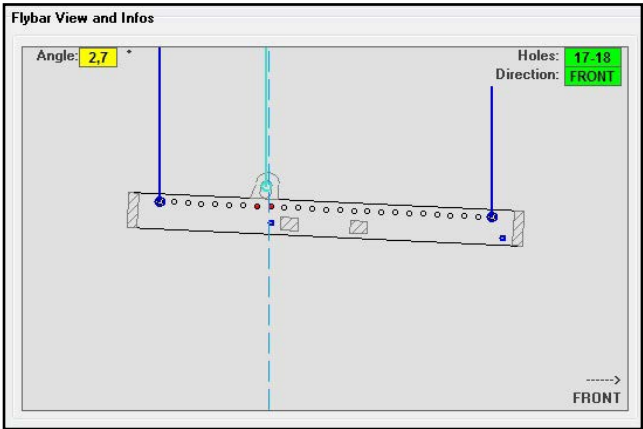 Flybar View and Infos
Angle: 2,7 °
Holes: 17-18
Direction: FRONT
------>
FRONT